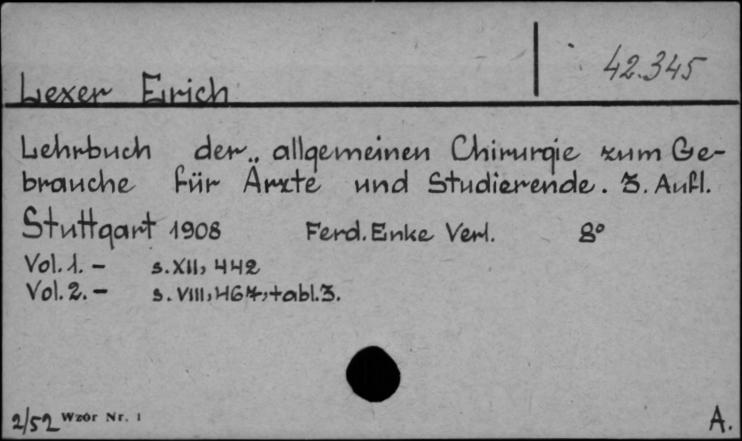 42.345
Lexer Erich
Lehrbuch der allgemeinen Chirurgie zum Ge-
brauche für Ärzte und Studierende. 3. Aufl.
Stuttgart 1908 Ferd. Enke Verl. 8°
Vol. 1. - s. XII, 442
Vol. 2. - s. VIII, 467, tabl. 3.
2/52 Wzór Nr. 1 A.